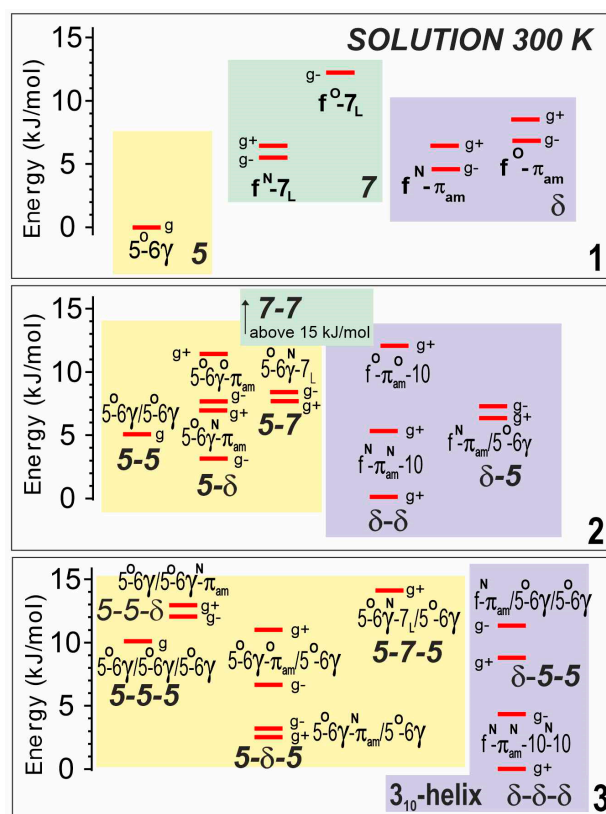 SOLUTION 300 K
Energy (kJ/mol)
15
10
5
0
g
5-6γ
O
5
g+
g-
f^N-7_L
g-
f^O-7_L
7
g+
g-
f^N-π_am
g+
g-
f^O-π_am
δ
1
Energy (kJ/mol)
15
10
5
0
7-7
above 15 kJ/mol
5-^O6γ/5-^O6γ
g
5-5
g+
5-^O6γ-^Oπ_am
g-
g+
5-^O6γ-^Nπ_am
g-
5-δ
5-^O6γ-^N7_L
g-
g+
5-7
g+
f-^Oπ_am-^O10
g+
f-^Nπ_am-^N10
g+
δ-δ
g-
g+
f-^Nπ_am/5-^O6γ
δ-5
2
Energy (kJ/mol)
15
10
5
0
5-^O6γ/5-^O6γ-^Nπ_am
5-5-δ
g+
g-
g
5-^O6γ/5-^O6γ/5-^O6γ
5-5-5
g+
5-^O6γ-^Oπ_am/5-^O6γ
g-
g-
g+
5-^O6γ-^Nπ_am/5-^O6γ
5-δ-5
g+
5-^O6γ-^N7_L/5-^O6γ
5-7-5
f-^Nπ_am/5-^O6γ/5-^O6γ
g-
g+
δ-5-5
g-
f-^Nπ_am-^N10-^N10
g+
3_10-helix δ-δ-δ
3